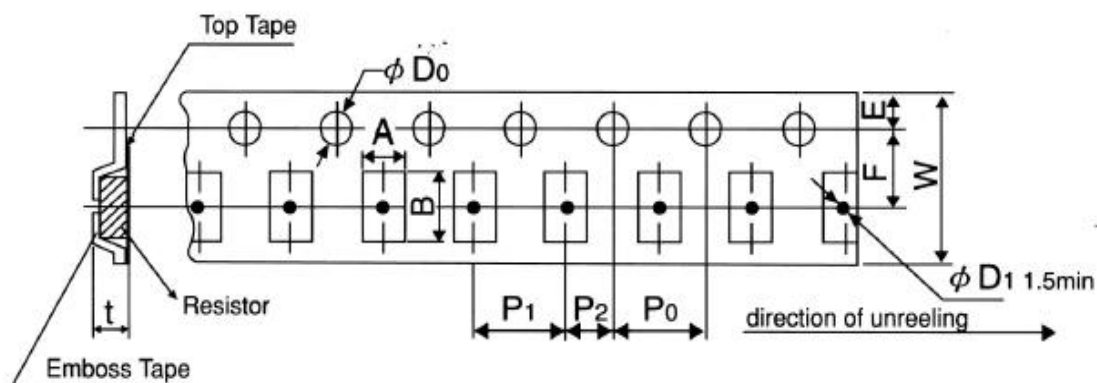 Top Tape
φ D0
A
B
E
F
W
φ D1 1.5min
P1
P2
P0
direction of unreeling
Resistor
t
Emboss Tape